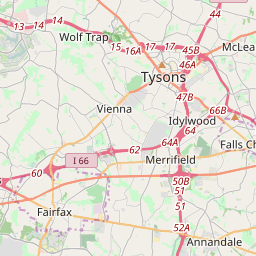 44
13
14
Wolf Trap
15
16A
17
17
45B
McLea
46A
Tysons
47B
Vienna
66B
Idylwood
64
64A
62
Falls Ch
I 66
60
Merrifield
50B
51
51
Fairfax
52A
Annandale